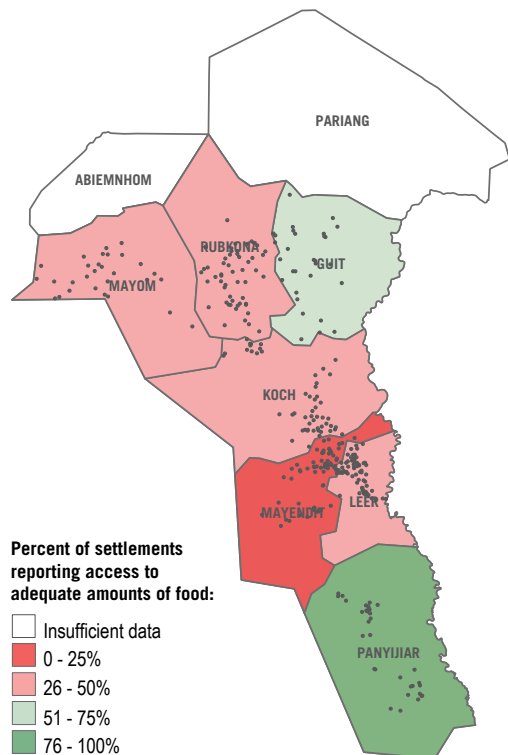 PARIANG
ABIEMNHOM
RUBKONA
GUIT
MAYOM
KOCH
MAYENDIT
LEER
PANYIJIAR
Percent of settlements
reporting access to
adequate amounts of food:
Insufficient data
0 - 25%
26 - 50%
51 - 75%
76 - 100%